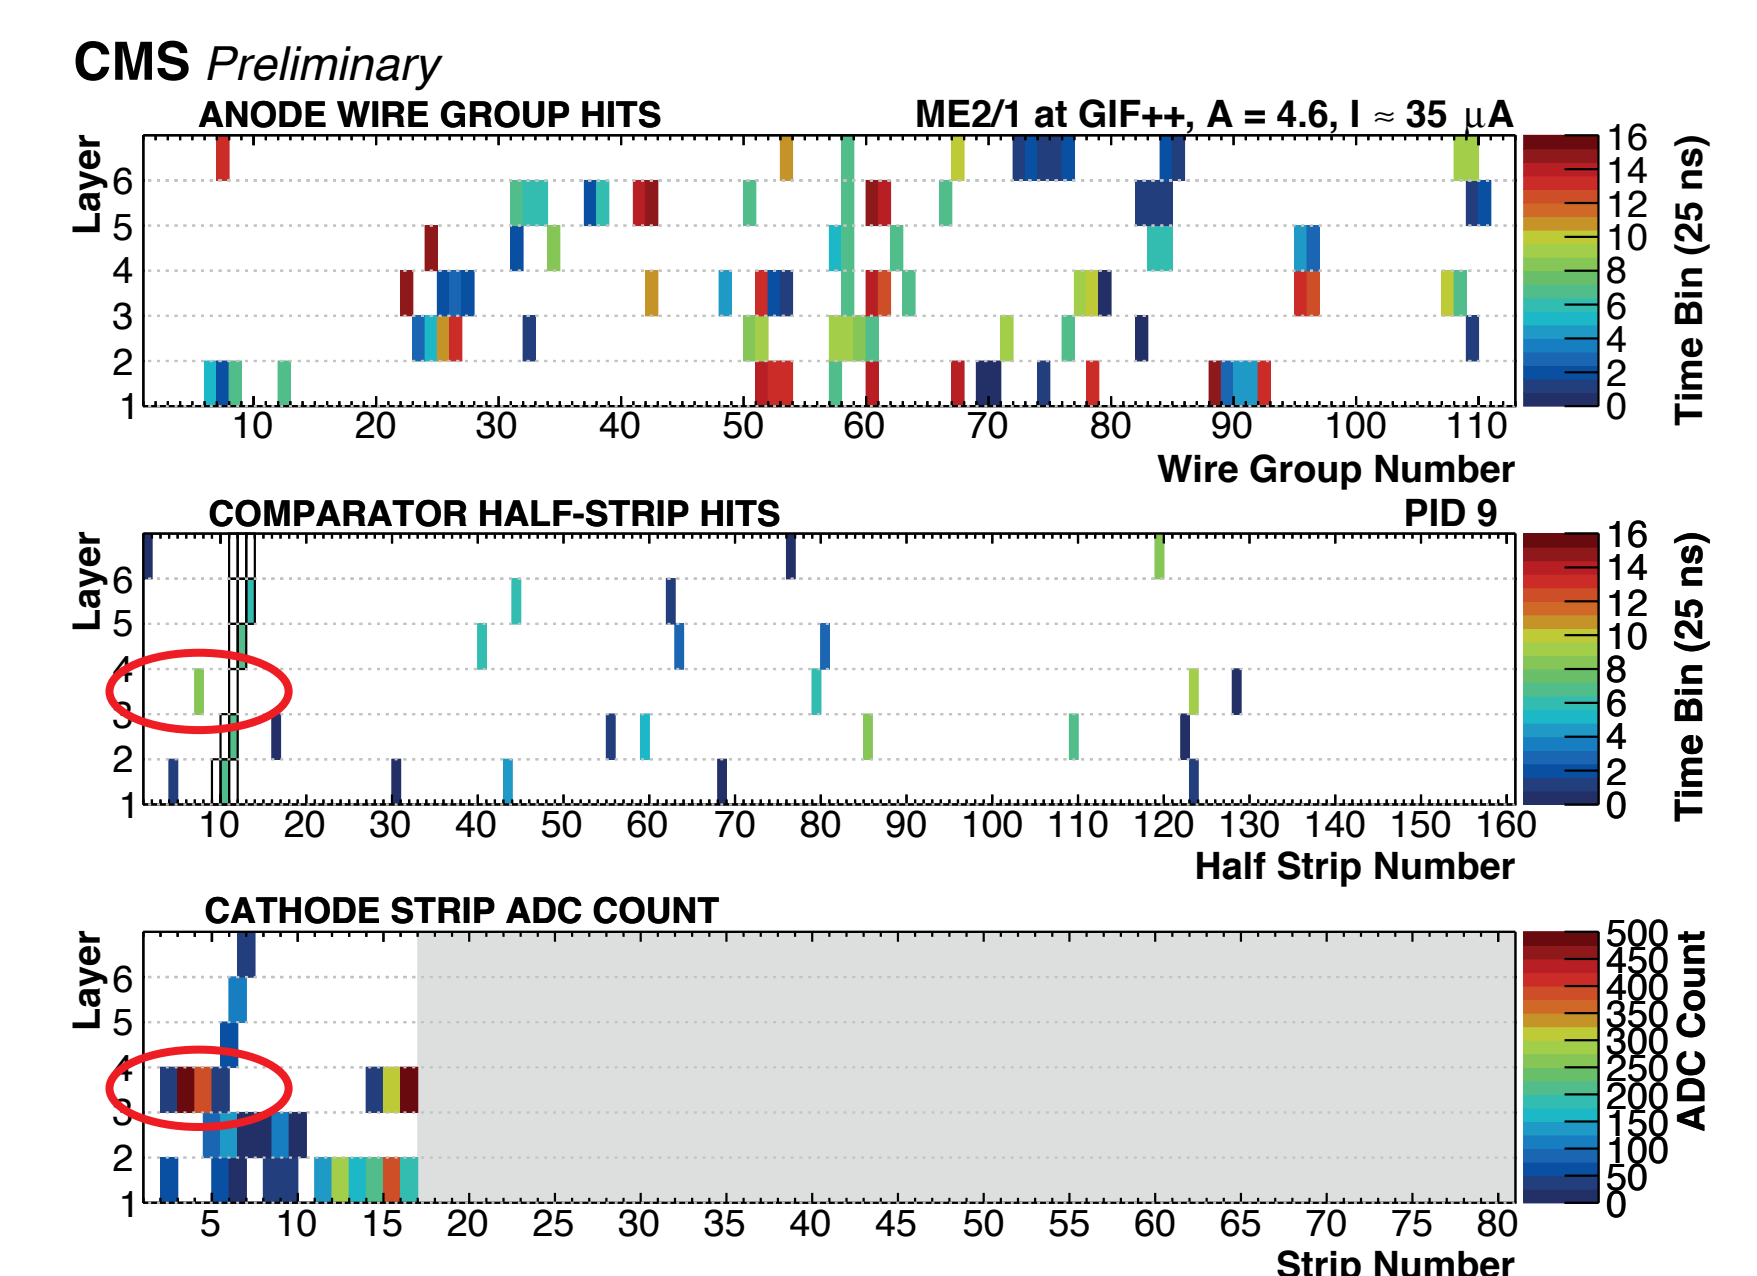 CMS Preliminary
ANODE WIRE GROUP HITS
ME2/1 at GIF++, A = 4.6, I ≈ 35 μA
Layer
6
5
4
3
2
1
10 20 30 40 50 60 70 80 90 100 110
Wire Group Number
16
14
12
10
8
6
4
2
0
Time Bin (25 ns)
COMPARATOR HALF-STRIP HITS
PID 9
Layer
6
5
4
3
2
1
10 20 30 40 50 60 70 80 90 100 110 120 130 140 150 160
Half Strip Number
16
14
12
10
8
6
4
2
0
Time Bin (25 ns)
CATHODE STRIP ADC COUNT
Layer
6
5
4
3
2
1
5 10 15 20 25 30 35 40 45 50 55 60 65 70 75 80
Strip Number
500
450
400
350
300
250
200
150
100
50
0
ADC Count